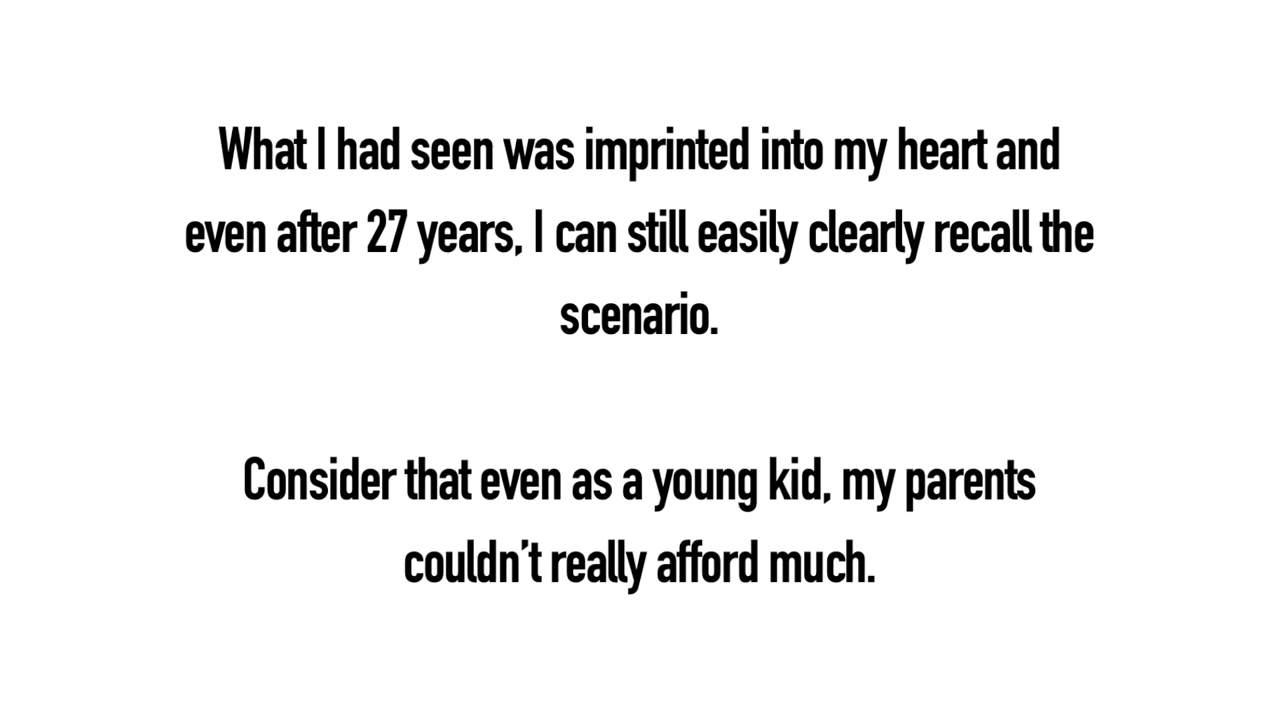 What I had seen was imprinted into my heart and
even after 27 years, I can still easily clearly recall the
scenario.
Consider that even as a young kid, my parents
couldn’t really afford much.